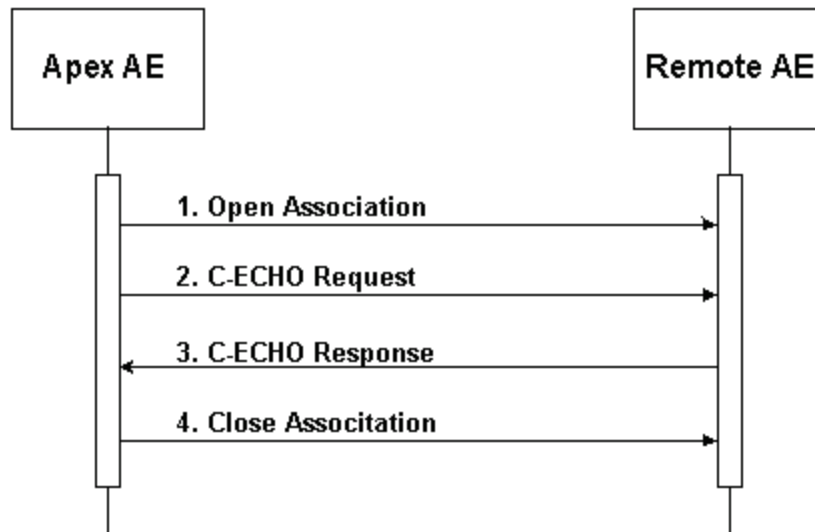 Apex AE
Remote AE
1. Open Association
2. C-ECHO Request
3. C-ECHO Response
4. Close Associtation